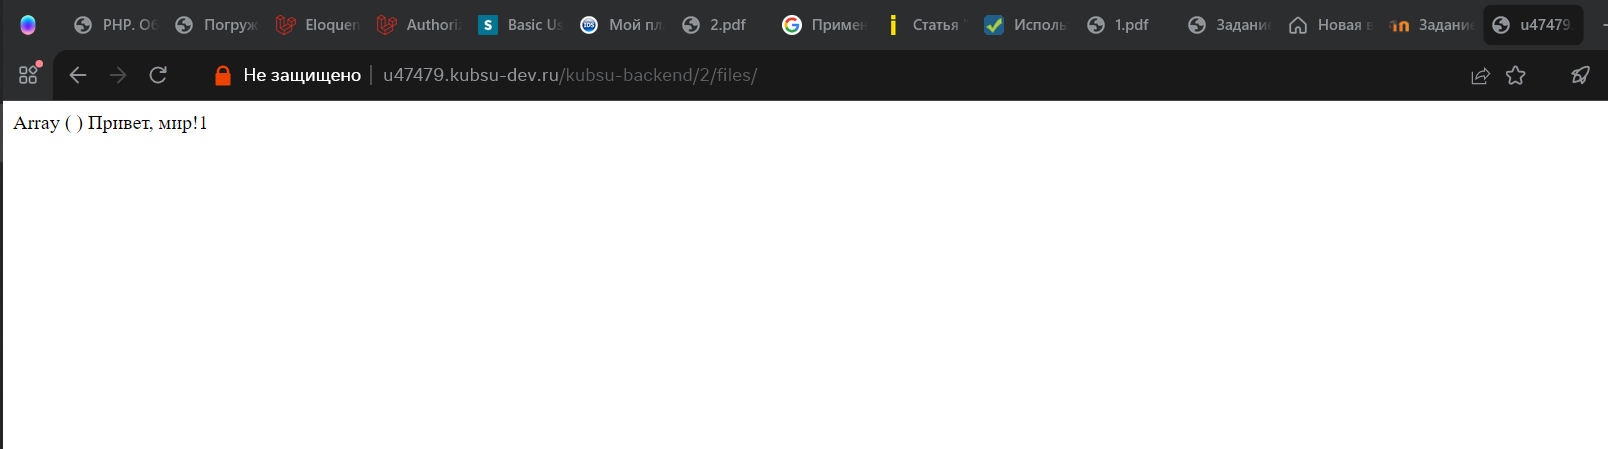 PHP. Об Погруж Eloquen Authori Basic Us Мой пл 2.pdf Примен Статья Исполь 1.pdf Задани Новая в Задание u47479.
Не защищено | u47479.kubsu-dev.ru/kubsu-backend/2/files/
Array ( ) Привет, мир!1